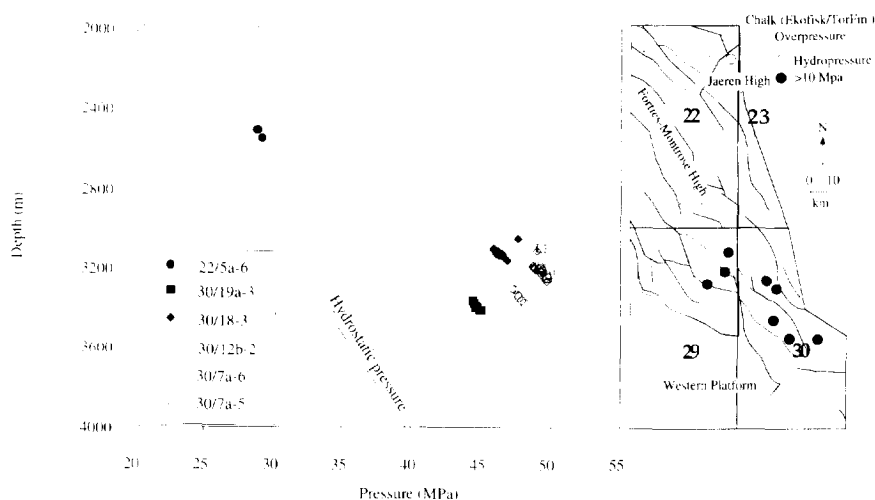 2000
2400
2800
3200
3600
4000
Depth (m)
22/5a-6
30/19a-3
30/18-3
30/12b-2
30/7a-6
30/7a-5
Hydrostatic pressure
20
25
30
35
40
45
50
55
Pressure (MPa)
Chalk (Ekofisk/TorFm )
Overpressure
Hydropressure
>10 Mpa
Jaeren High
Forties-Montrose High
22
23
N
0 10
km
29
30
Western Platform